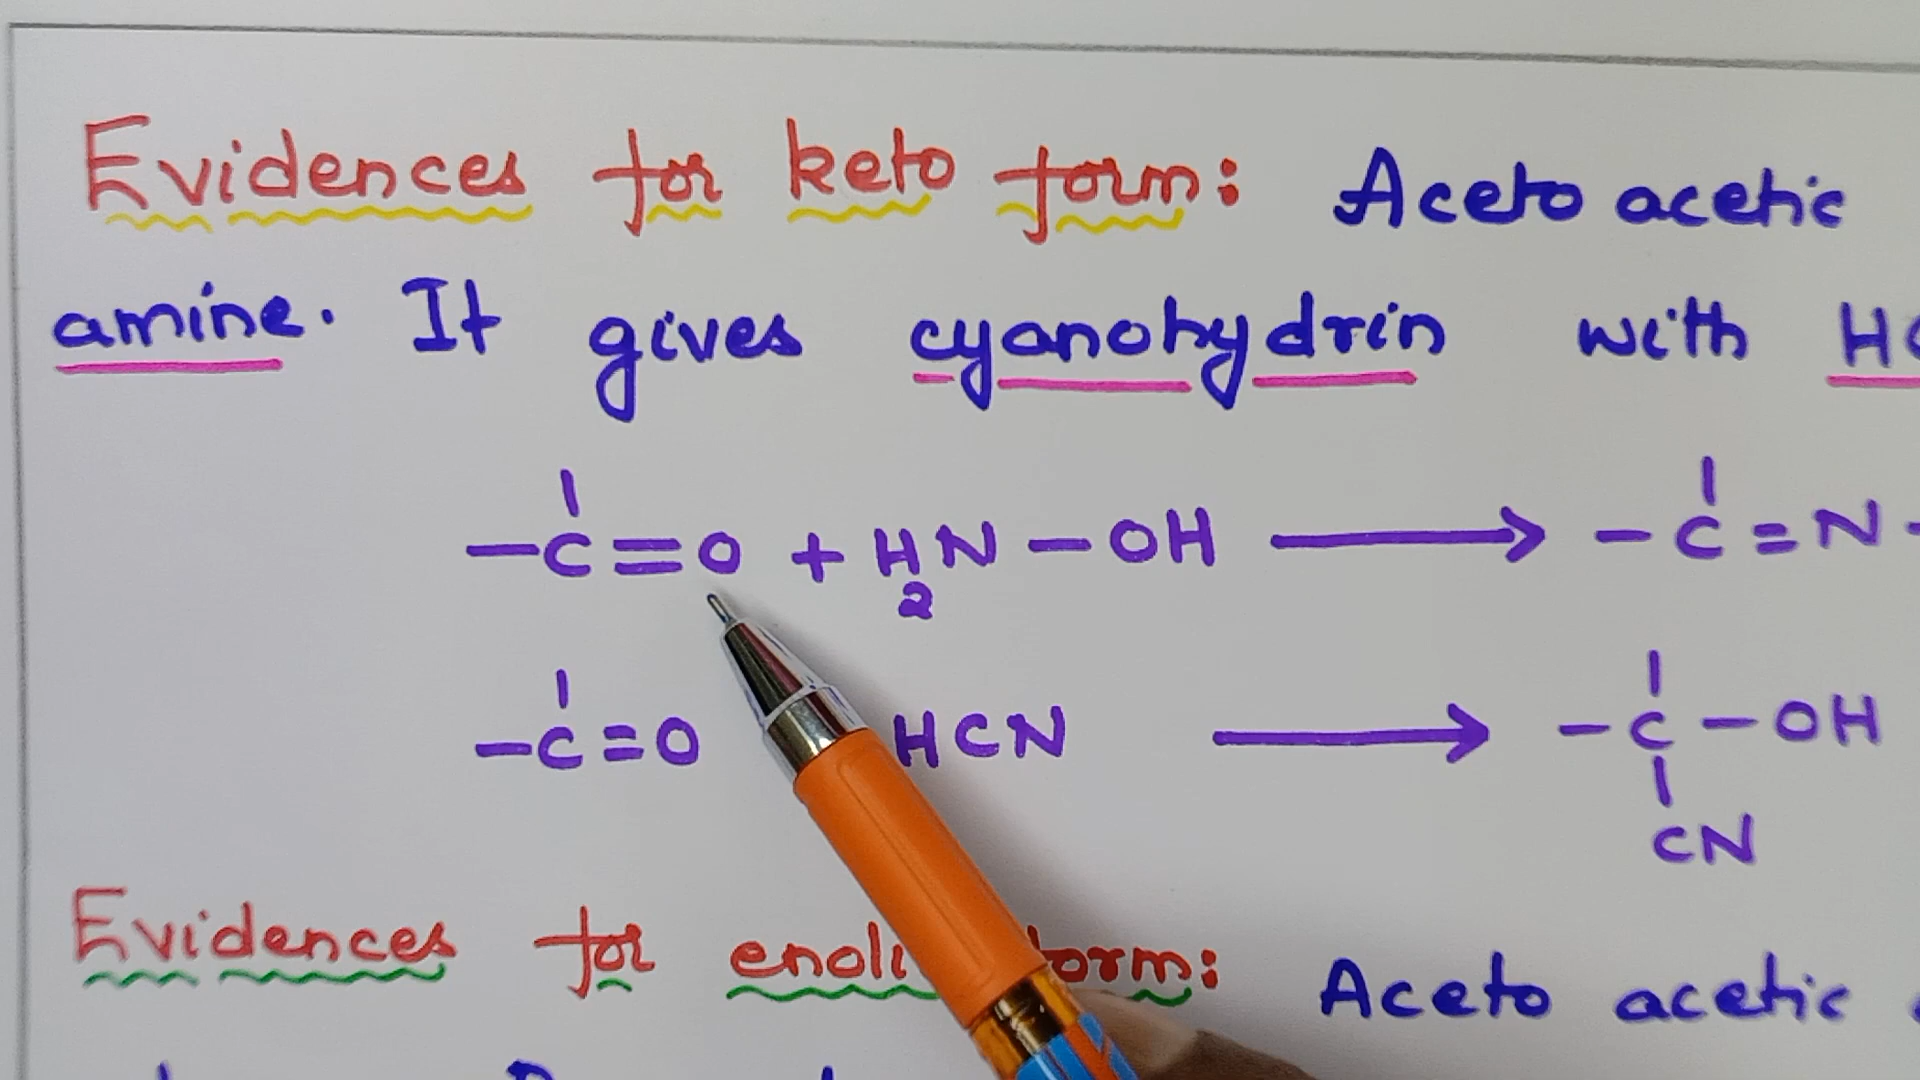 Evidences for keto form: Aceto acetic
amine. It gives cyanohydrin with
-C=O + H2N-OH → -C=N-
-C=O HCN → -C-OH
CN
Evidences for form: Aceto acetic